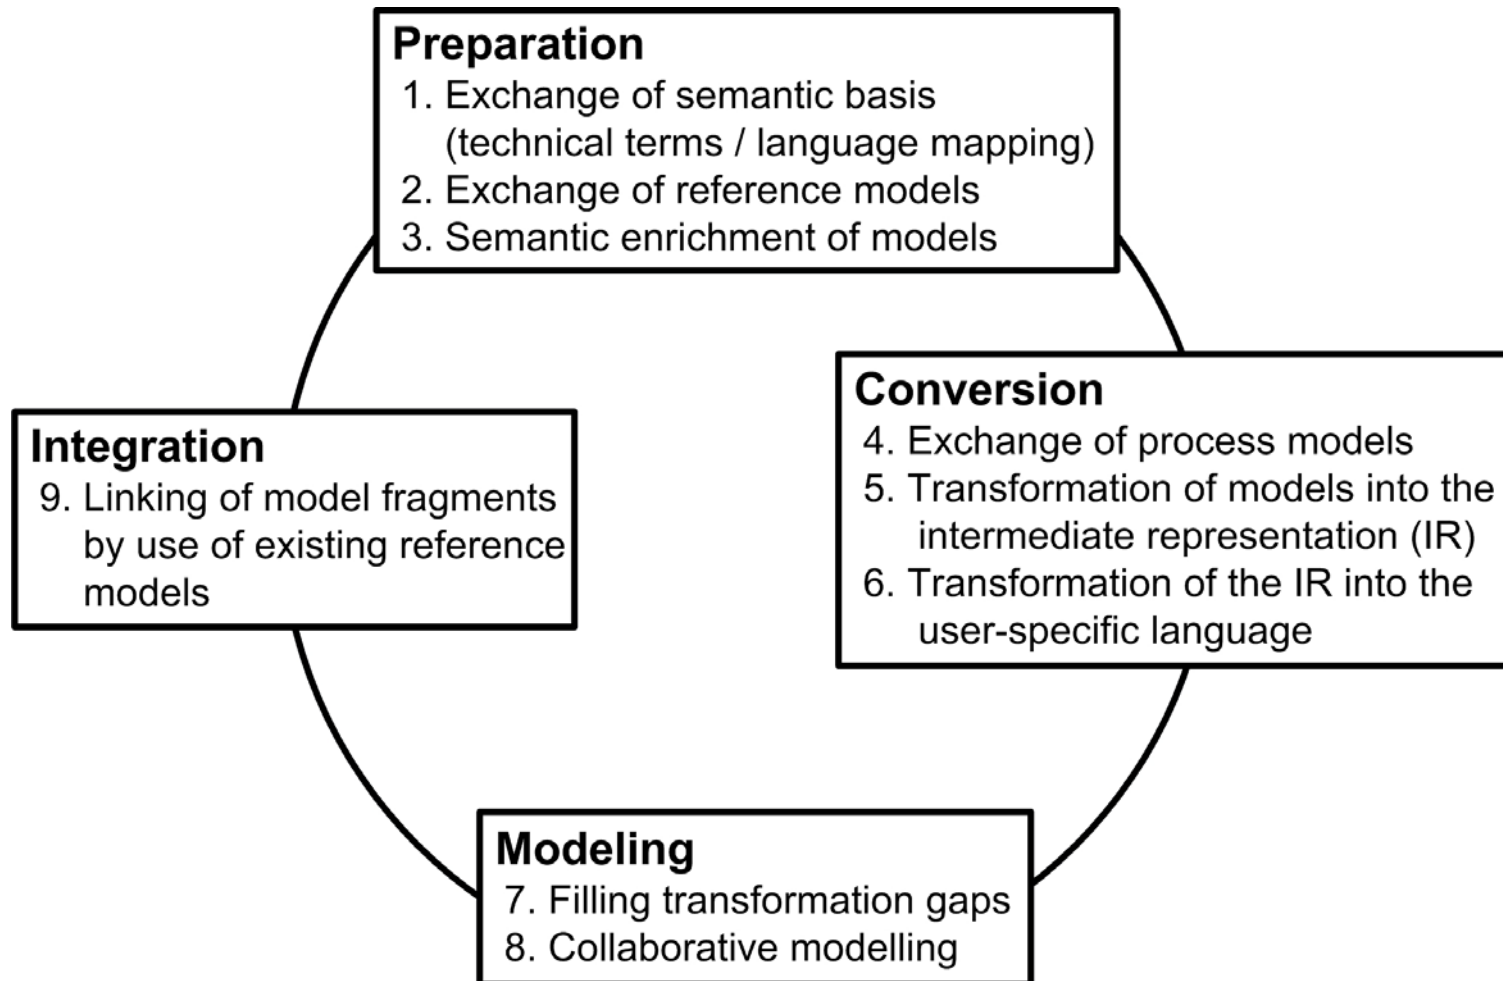 Preparation
1. Exchange of semantic basis
(technical terms / language mapping)
2. Exchange of reference models
3. Semantic enrichment of models
Conversion
4. Exchange of process models
5. Transformation of models into the
intermediate representation (IR)
6. Transformation of the IR into the
user-specific language
Integration
9. Linking of model fragments
by use of existing reference
models
Modeling
7. Filling transformation gaps
8. Collaborative modelling